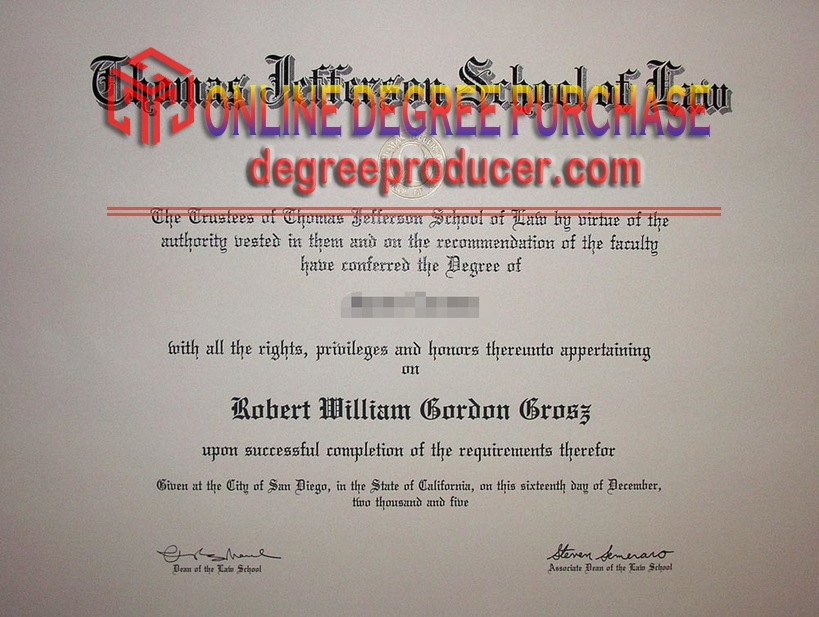 Thomas Jefferson School of Law
ONLINE DEGREE PURCHASE
degreeproducer.com
The Trustees of Thomas Jefferson School of Law by virtue of the
authority vested in them and on the recommendation of the faculty
have conferred the Degree of
with all the rights, privileges and honors thereunto appertaining
on
Robert William Gordon Grosz
upon successful completion of the requirements therefor
Given at the City of San Diego, in the State of California, on this sixteenth day of December,
two thousand and five
Steven Semeraro
Dean of the Law School
Associate Dean of the Law School